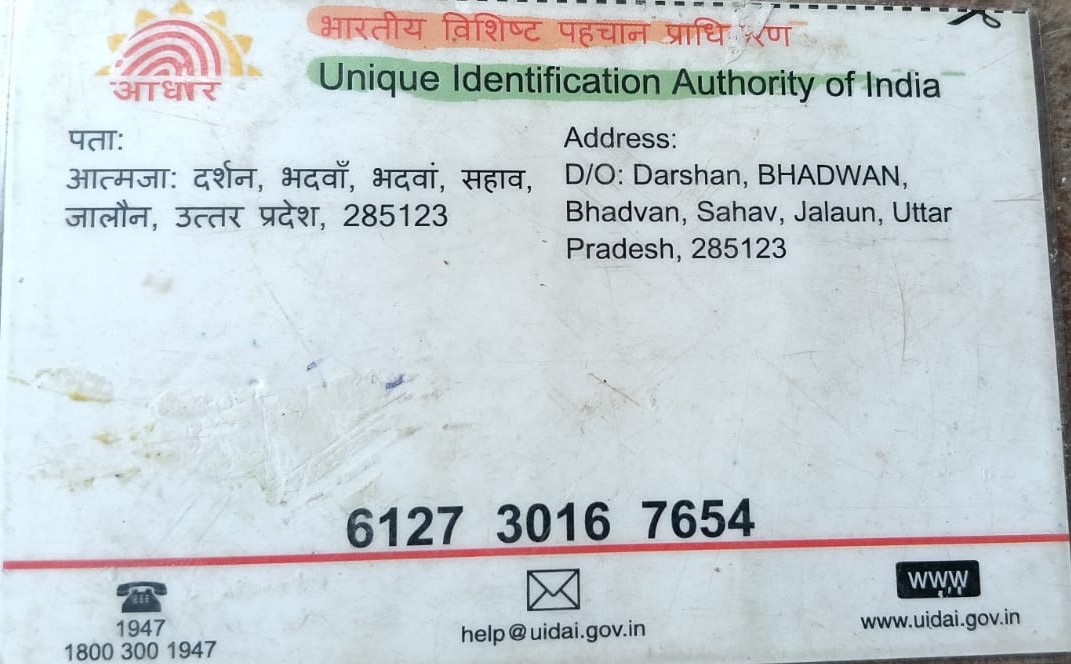 आधार
भारतीय विशिष्ट पहचान
Unique Identification Authority of India
पता:
आत्मजा: दर्शन, भदवाँ, भदवां, सहाव,
जालौन, उत्तर प्रदेश, 285123
Address:
D/O: Darshan, BHADWAN,
Bhadvan, Sahav, Jalaun, Uttar
Pradesh, 285123
6127 3016 7654
1947
1800 300 1947
help@uidai.gov.in
www
www.uidai.gov.in